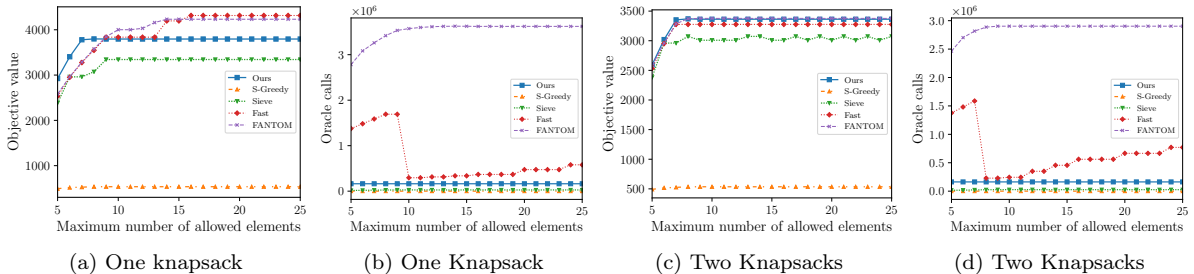 4000
3000
2000
1000
Objective value
5
10
15
20
25
Maximum number of allowed elements
Ours
S-Greedy
Sieve
Fast
FANTOM
(a) One knapsack
×10⁶
3
2
1
0
Oracle calls
5
10
15
20
25
Maximum number of allowed elements
Ours
S-Greedy
Sieve
Fast
FANTOM
(b) One Knapsack
3500
3000
2500
2000
1500
1000
500
Objective value
5
10
15
20
25
Maximum number of allowed elements
Ours
S-Greedy
Sieve
Fast
FANTOM
(c) Two Knapsacks
×10⁶
3.0
2.5
2.0
1.5
1.0
0.5
0.0
Oracle calls
5
10
15
20
25
Maximum number of allowed elements
Ours
S-Greedy
Sieve
Fast
FANTOM
(d) Two Knapsacks